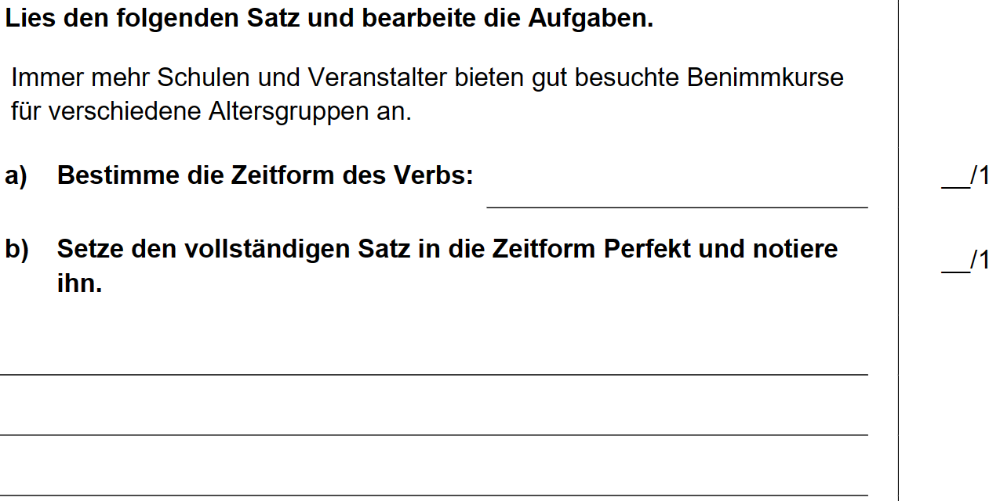 Lies den folgenden Satz und bearbeite die Aufgaben.
Immer mehr Schulen und Veranstalter bieten gut besuchte Benimmkurse
für verschiedene Altersgruppen an.
a) Bestimme die Zeitform des Verbs: __/1
b) Setze den vollständigen Satz in die Zeitform Perfekt und notiere
ihn. __/1